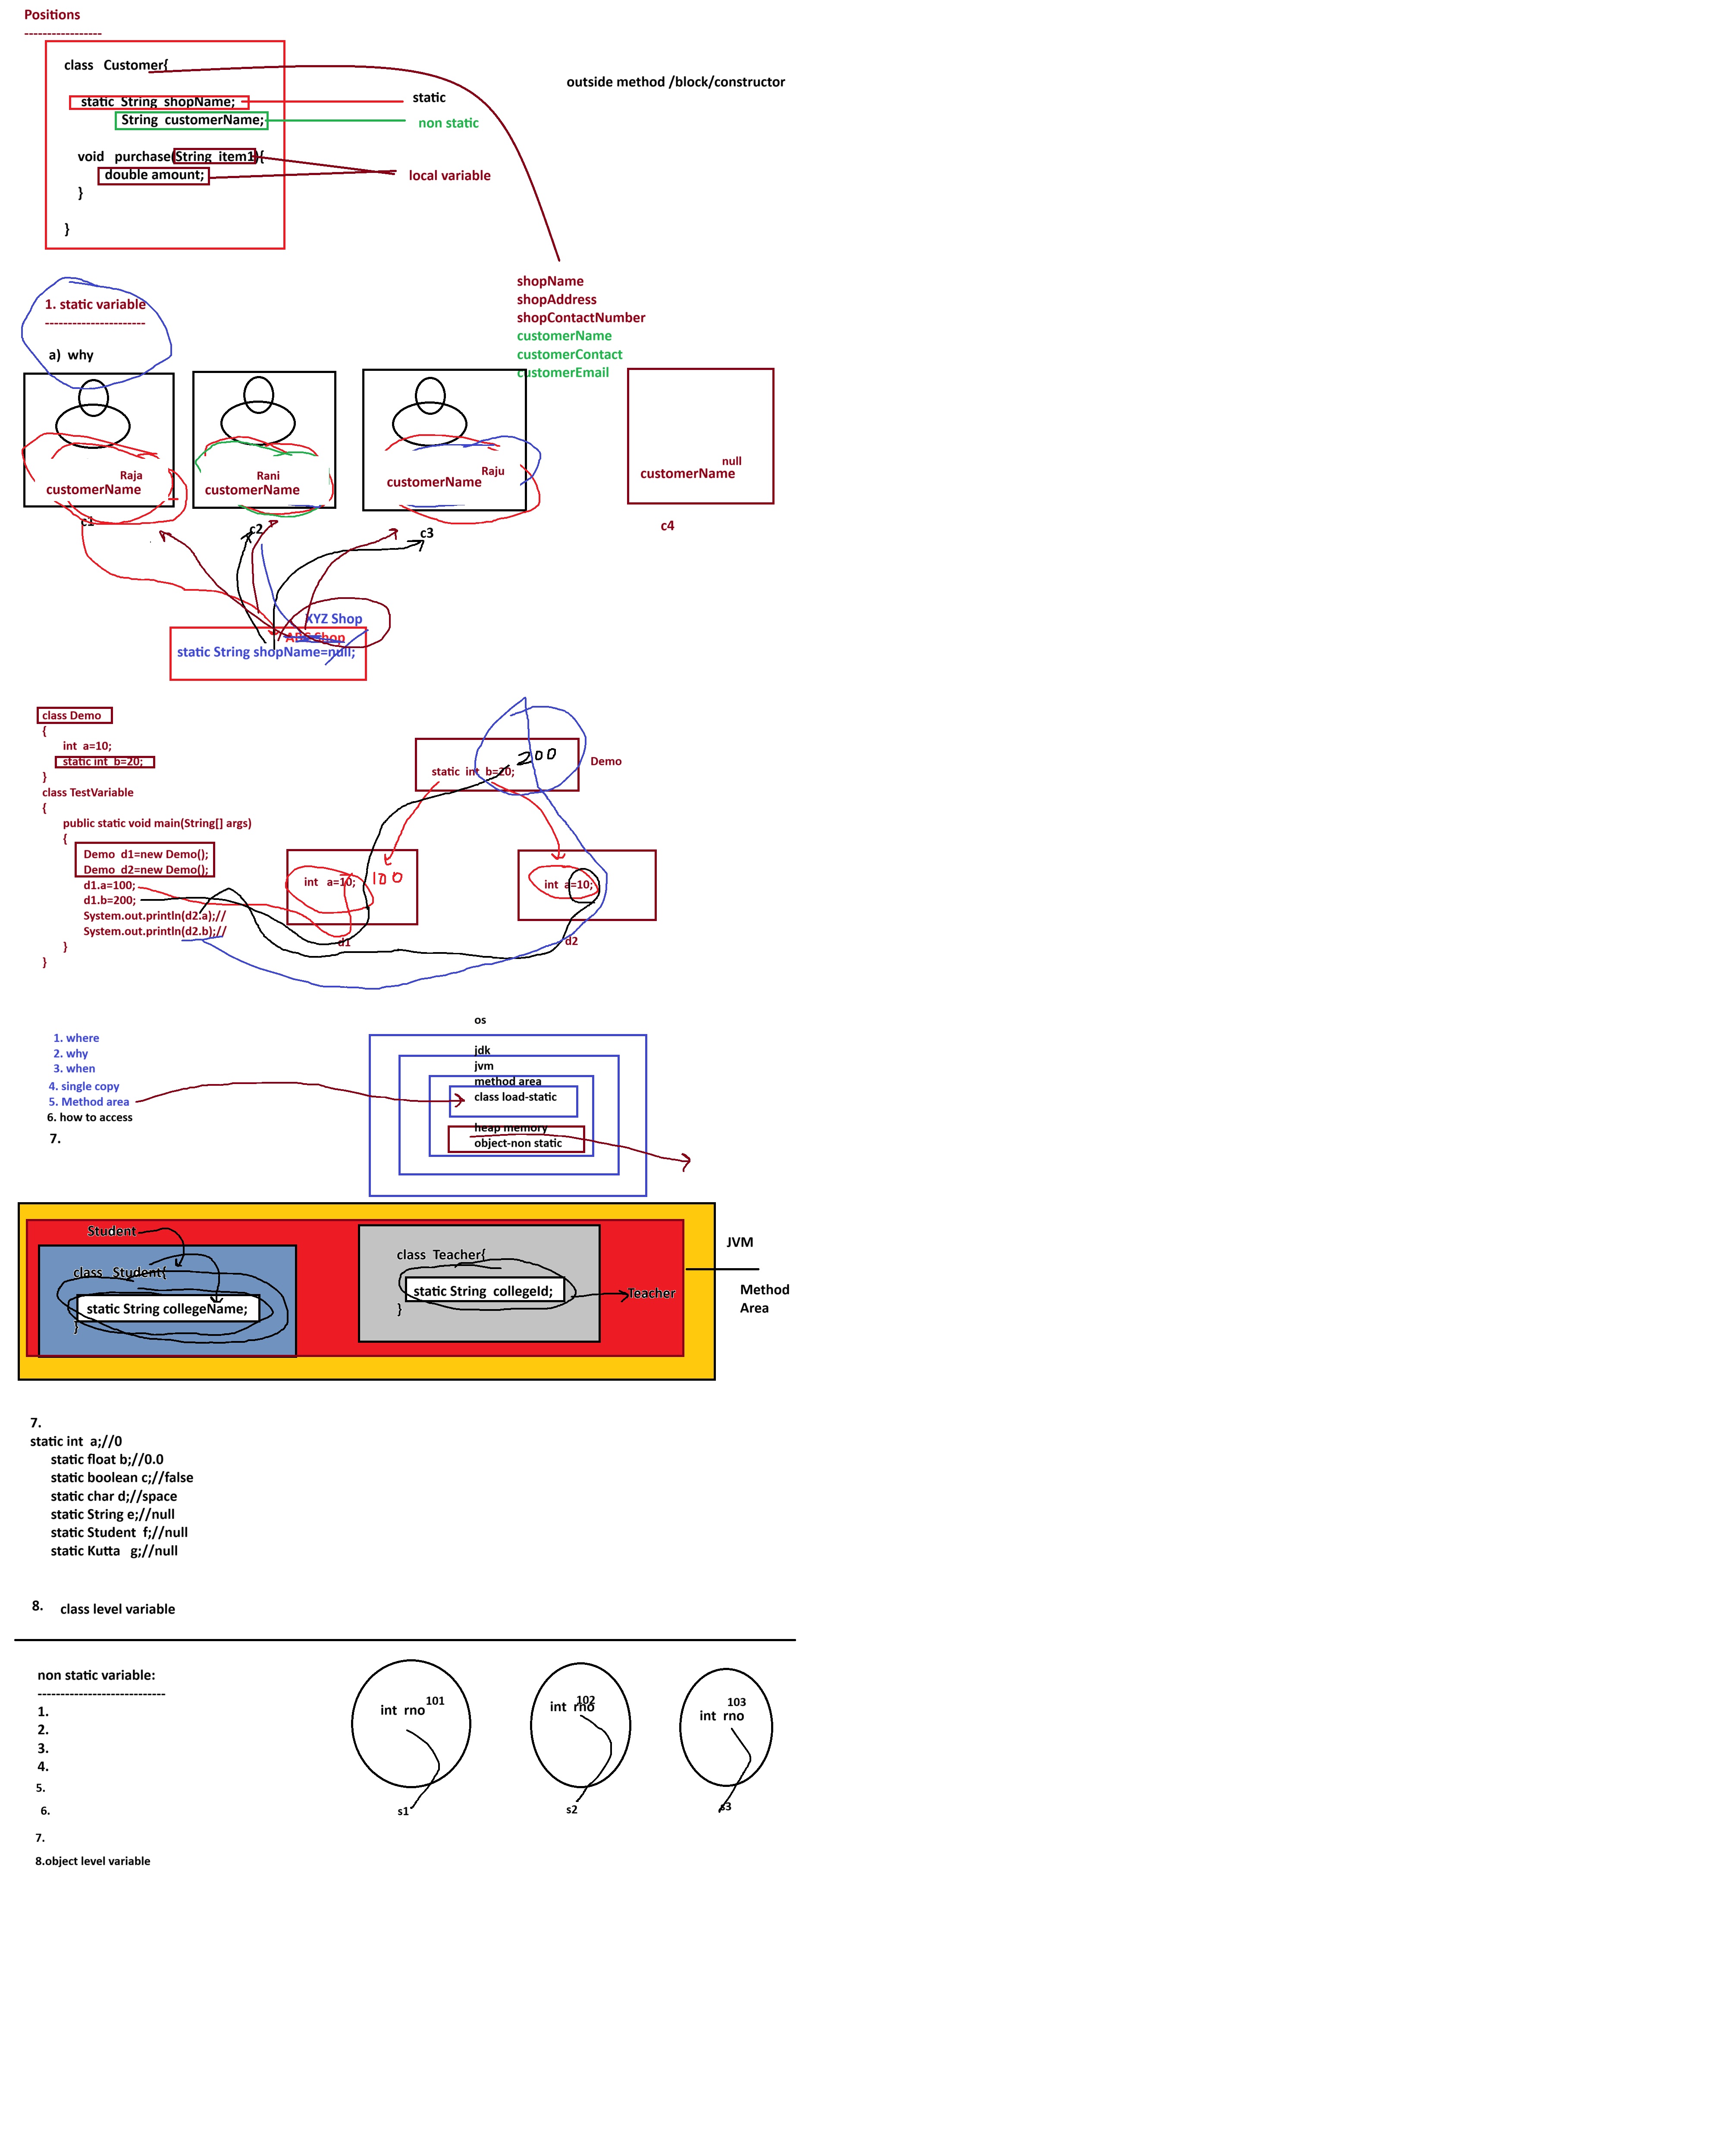 Positions
-----------------
class Customer{
outside method /block/constructor
static String shopName;
static
String customerName;
non static
void purchase(String item1){
double amount;
local variable
}
}
shopName
shopAddress
shopContactNumber
customerName
customerContact
customerEmail
1. static variable
----------------------
a) why
Raja
customerName
c1
Rani
customerName
c2
Raju
customerName
c3
null
customerName
c4
XYZ Shop
ABC Shop
static String shopName=null;
class Demo
{
int a=10;
static int b=20;
}
class TestVariable
{
public static void main(String[] args)
{
Demo d1=new Demo();
Demo d2=new Demo();
d1.a=100;
d1.b=200;
System.out.println(d2.a);//
System.out.println(d2.b);//
}
}
200
static int b=20;
Demo
int a=10;
100
d1
int a=10;
d2
1. where
2. why
3. when
4. single copy
5. Method area
6. how to access
7.
os
jdk
jvm
method area
class load-static
heap memory
object-non static
Student
class Student{
static String collegeName;
}
class Teacher{
static String collegeId;
}
Teacher
JVM
Method
Area
7.
static int a;//0
static float b;//0.0
static boolean c;//false
static char d;//space
static String e;//null
static Student f;//null
static Kutta g;//null
8. class level variable
non static variable:
----------------------------
1.
2.
3.
4.
5.
6.
7.
8.object level variable
101
int rno
s1
102
int rno
s2
103
int rno
s3